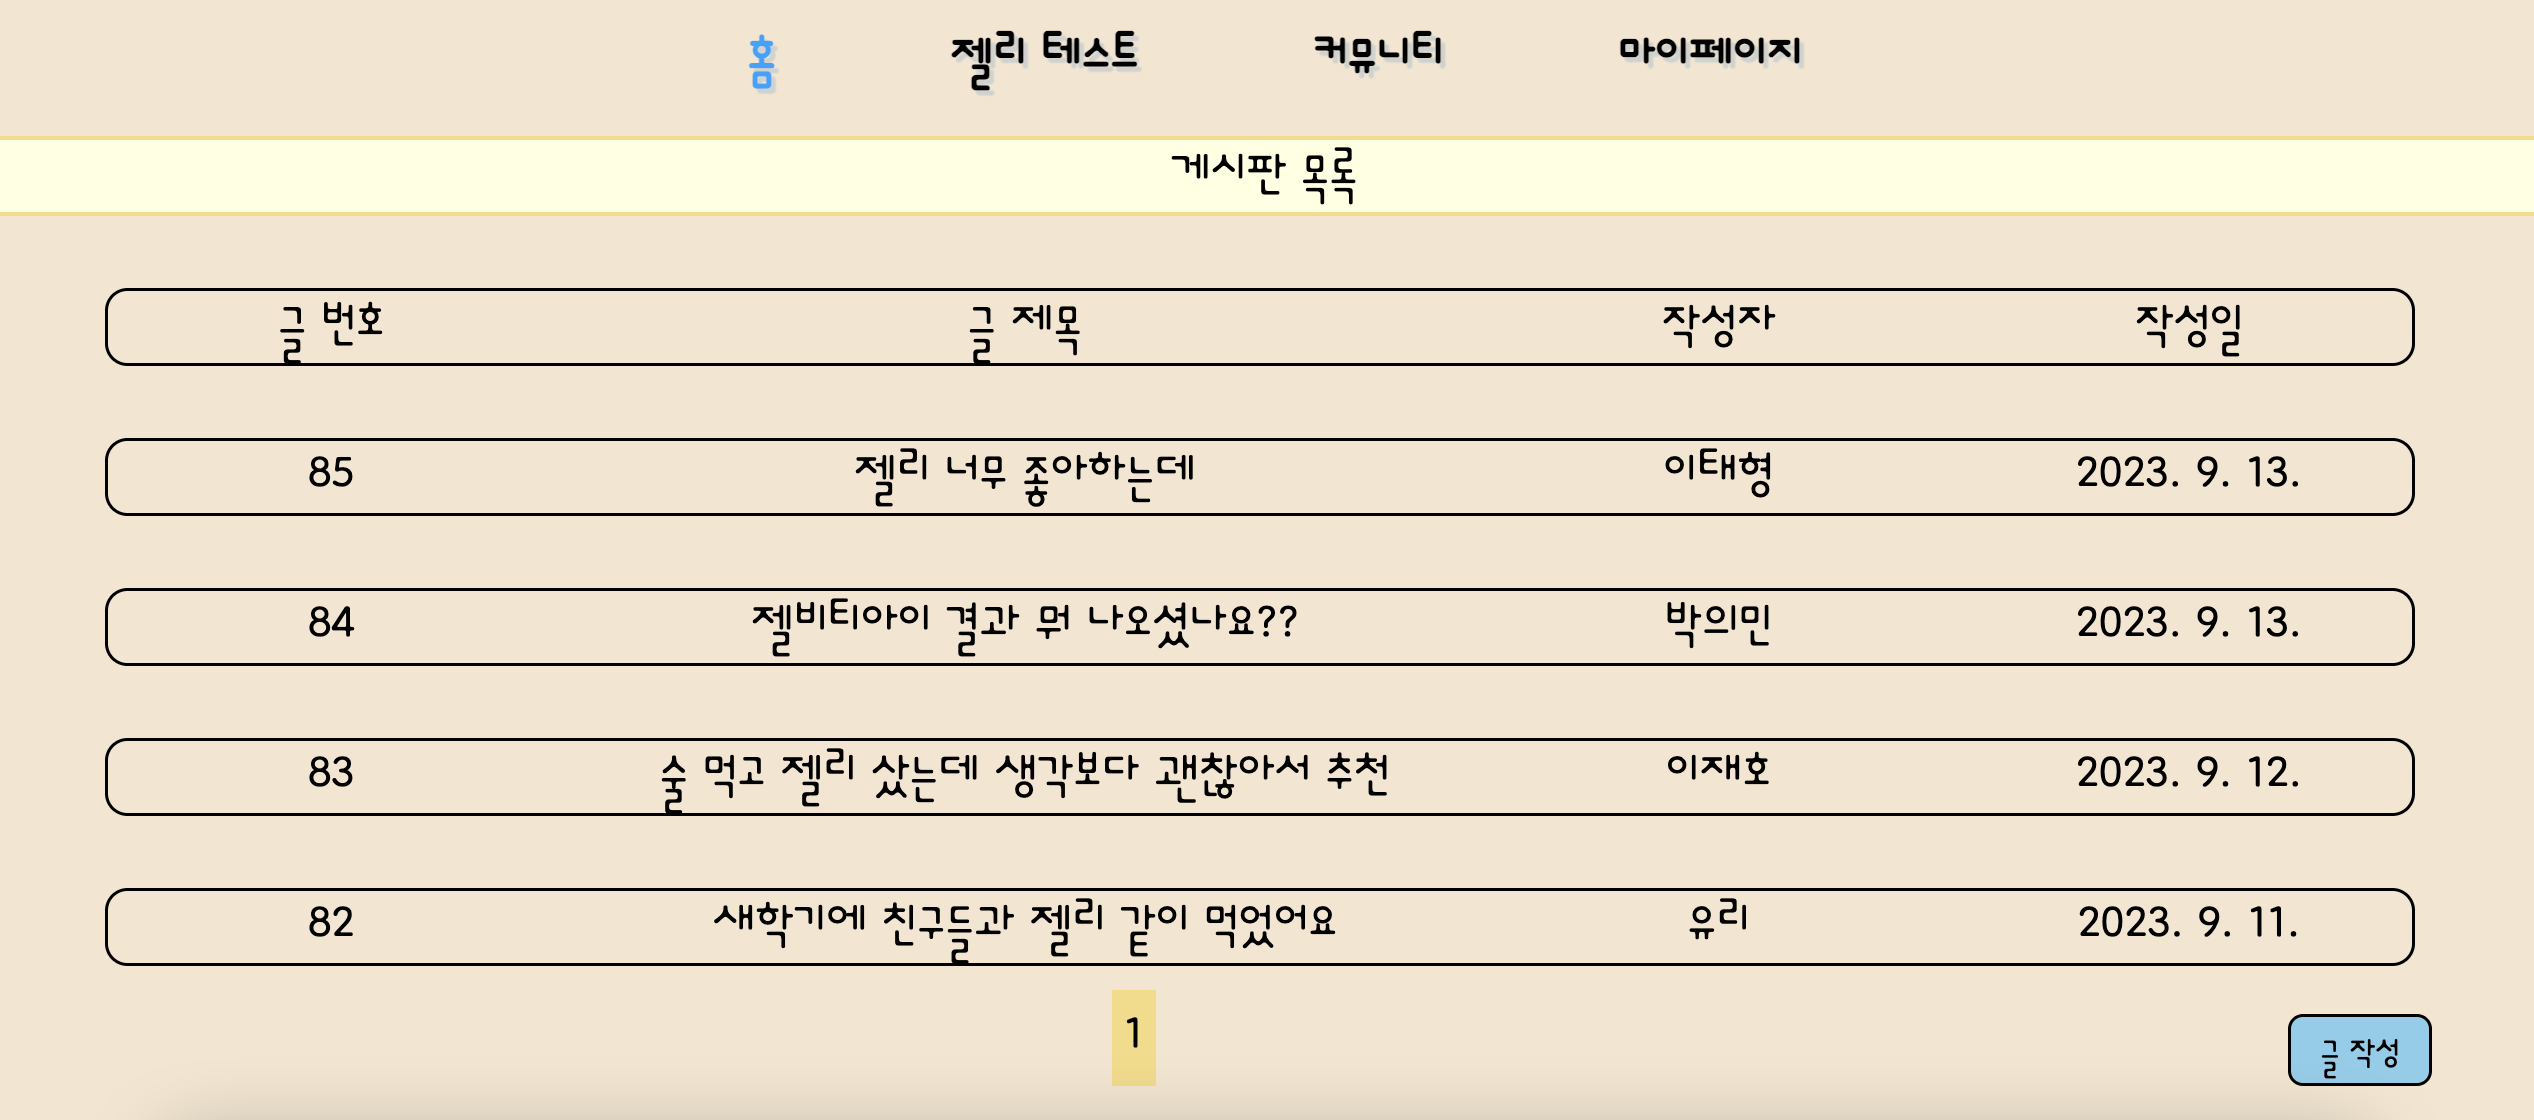 홈 젤리 테스트 커뮤니티 마이페이지
게시판 목록
글 번호 글 제목 작성자 작성일
85 젤리 너무 좋아하는데 이태형 2023. 9. 13.
84 젤비티아이 결과 뭐 나오셨나요?? 박의민 2023. 9. 13.
83 술 먹고 젤리 샀는데 생각보다 괜찮아서 추천 이재호 2023. 9. 12.
82 새학기에 친구들과 젤리 같이 먹었어요 유리 2023. 9. 11.
1
글 작성